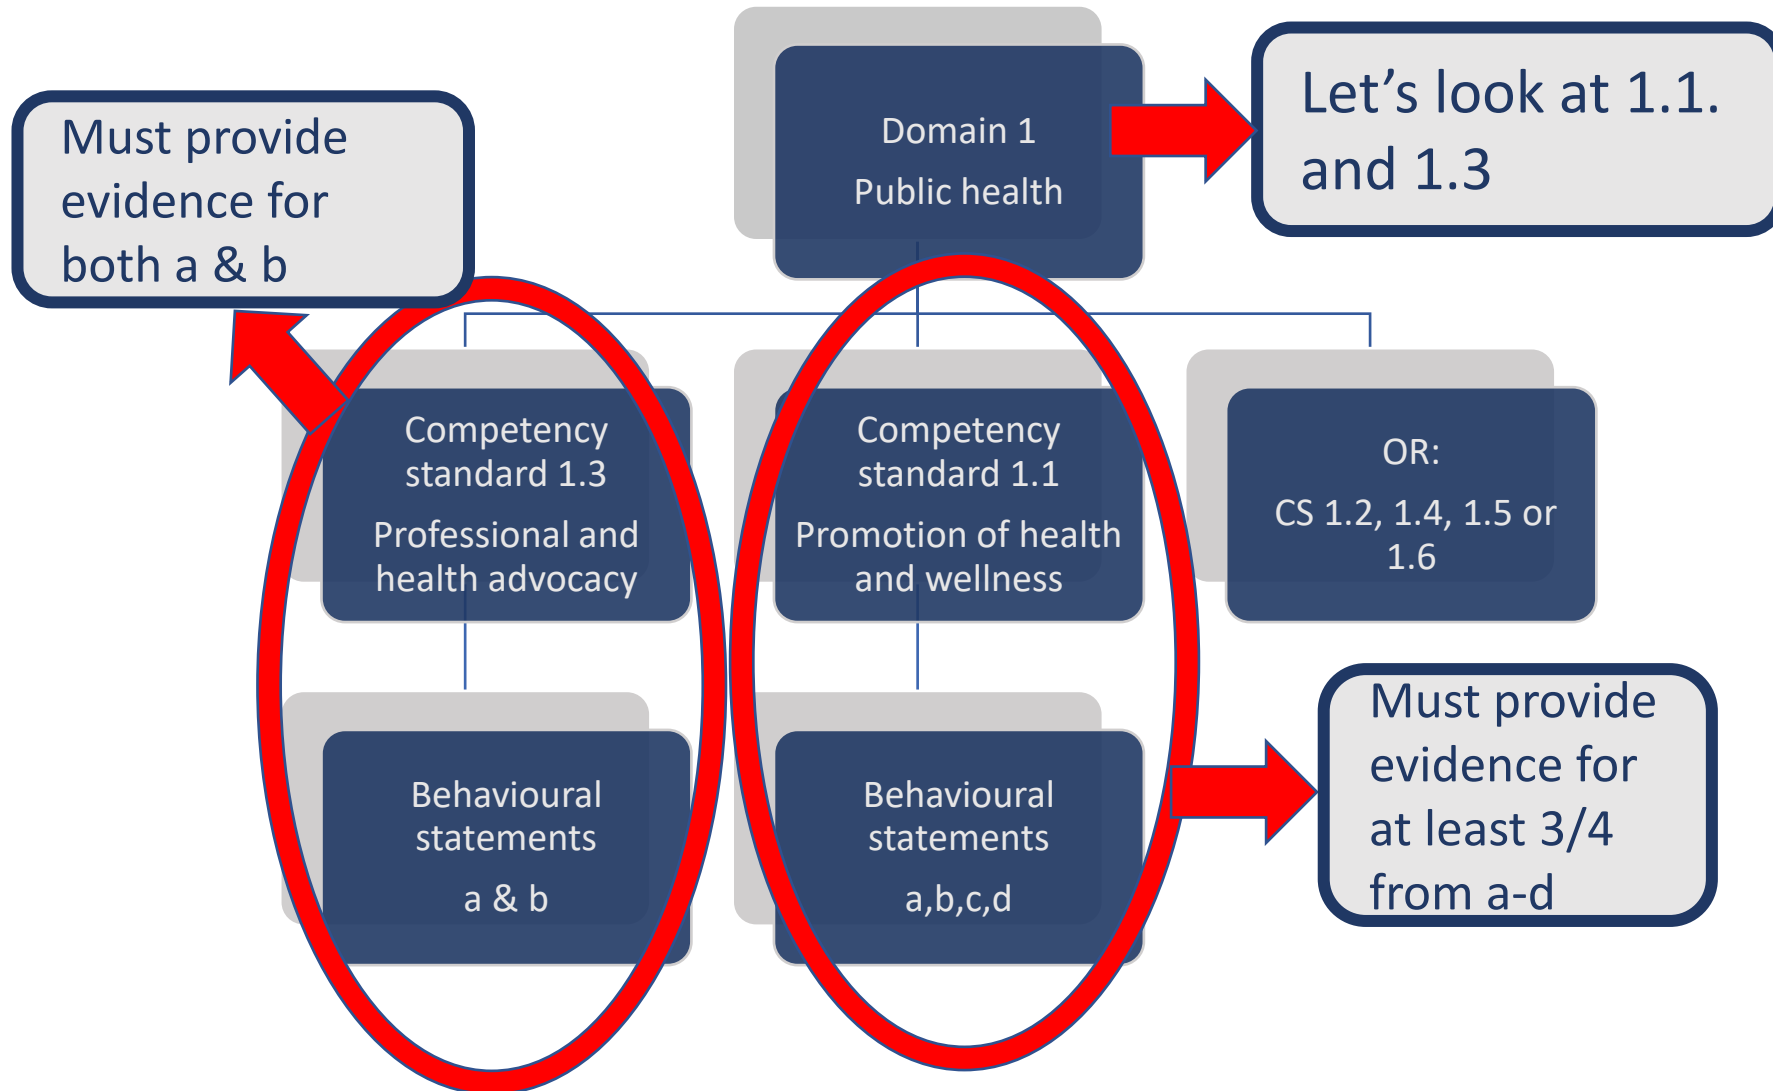 Domain 1
Public health
Let's look at 1.1.
and 1.3
Must provide
evidence for
both a & b
Competency
standard 1.3
Professional and
health advocacy
Competency
standard 1.1
Promotion of health
and wellness
OR:
CS 1.2, 1.4, 1.5 or
1.6
Behavioural
statements
a & b
Behavioural
statements
a,b,c,d
Must provide
evidence for
at least 3/4
from a-d